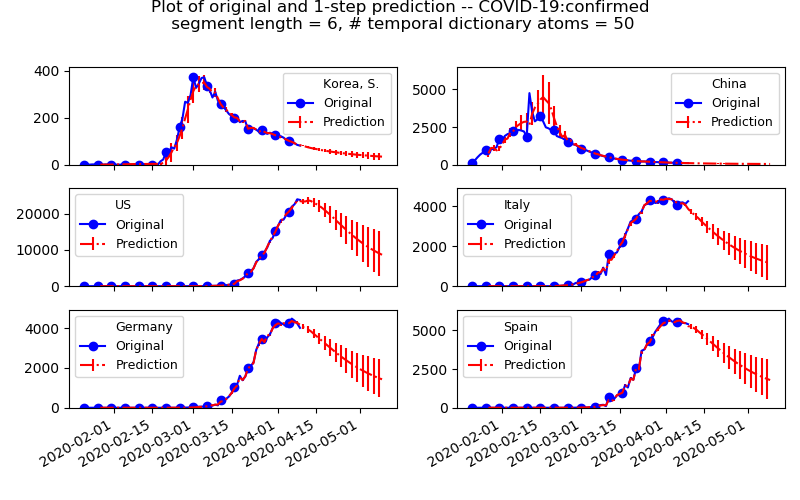 Plot of original and 1-step prediction -- COVID-19:confirmed
segment length = 6, # temporal dictionary atoms = 50
400
200
0
Korea, S.
Original
Prediction
5000
2500
0
China
Original
Prediction
20000
10000
0
US
Original
Prediction
4000
2000
0
Italy
Original
Prediction
4000
2000
0
Germany
Original
Prediction
5000
2500
0
Spain
Original
Prediction
2020-02-01
2020-02-15
2020-03-01
2020-03-15
2020-04-01
2020-04-15
2020-05-01
2020-02-01
2020-02-15
2020-03-01
2020-03-15
2020-04-01
2020-04-15
2020-05-01